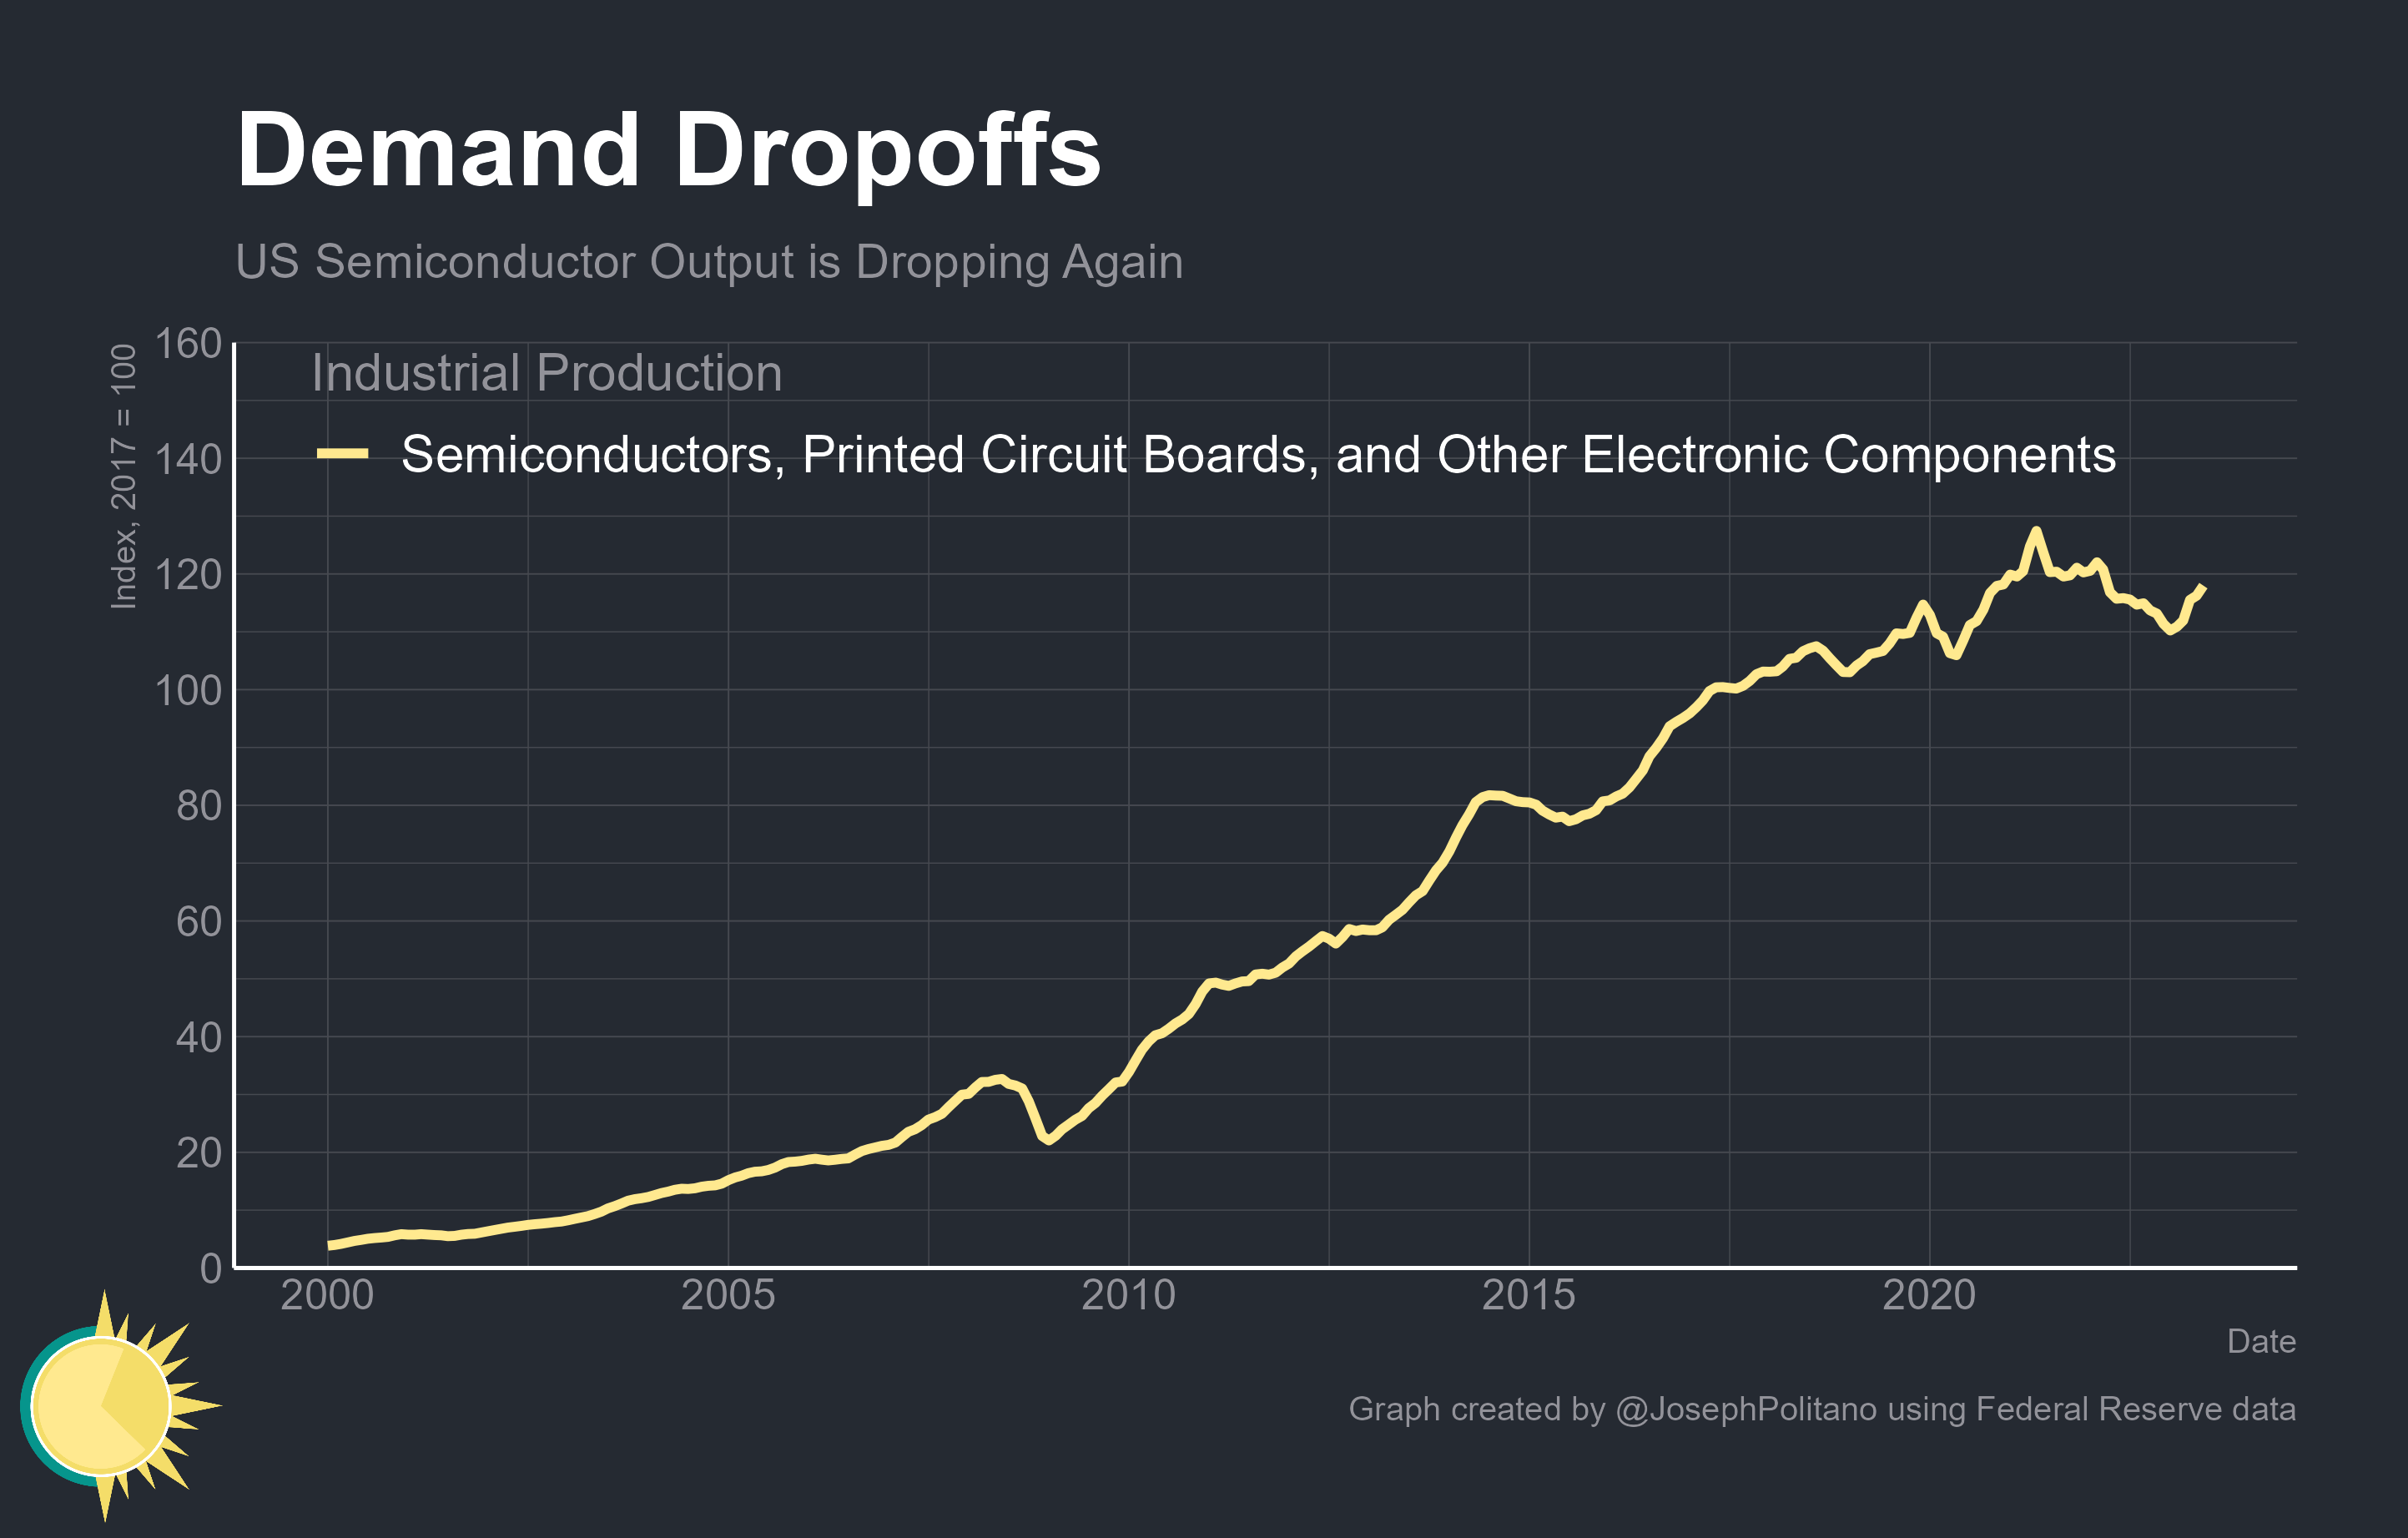 Demand Dropoffs
US Semiconductor Output is Dropping Again
Index, 2017 = 100
160
140
120
100
80
60
40
20
0
Industrial Production
Semiconductors, Printed Circuit Boards, and Other Electronic Components
2000 2005 2010 2015 2020
Date
Graph created by @JosephPolitano using Federal Reserve data